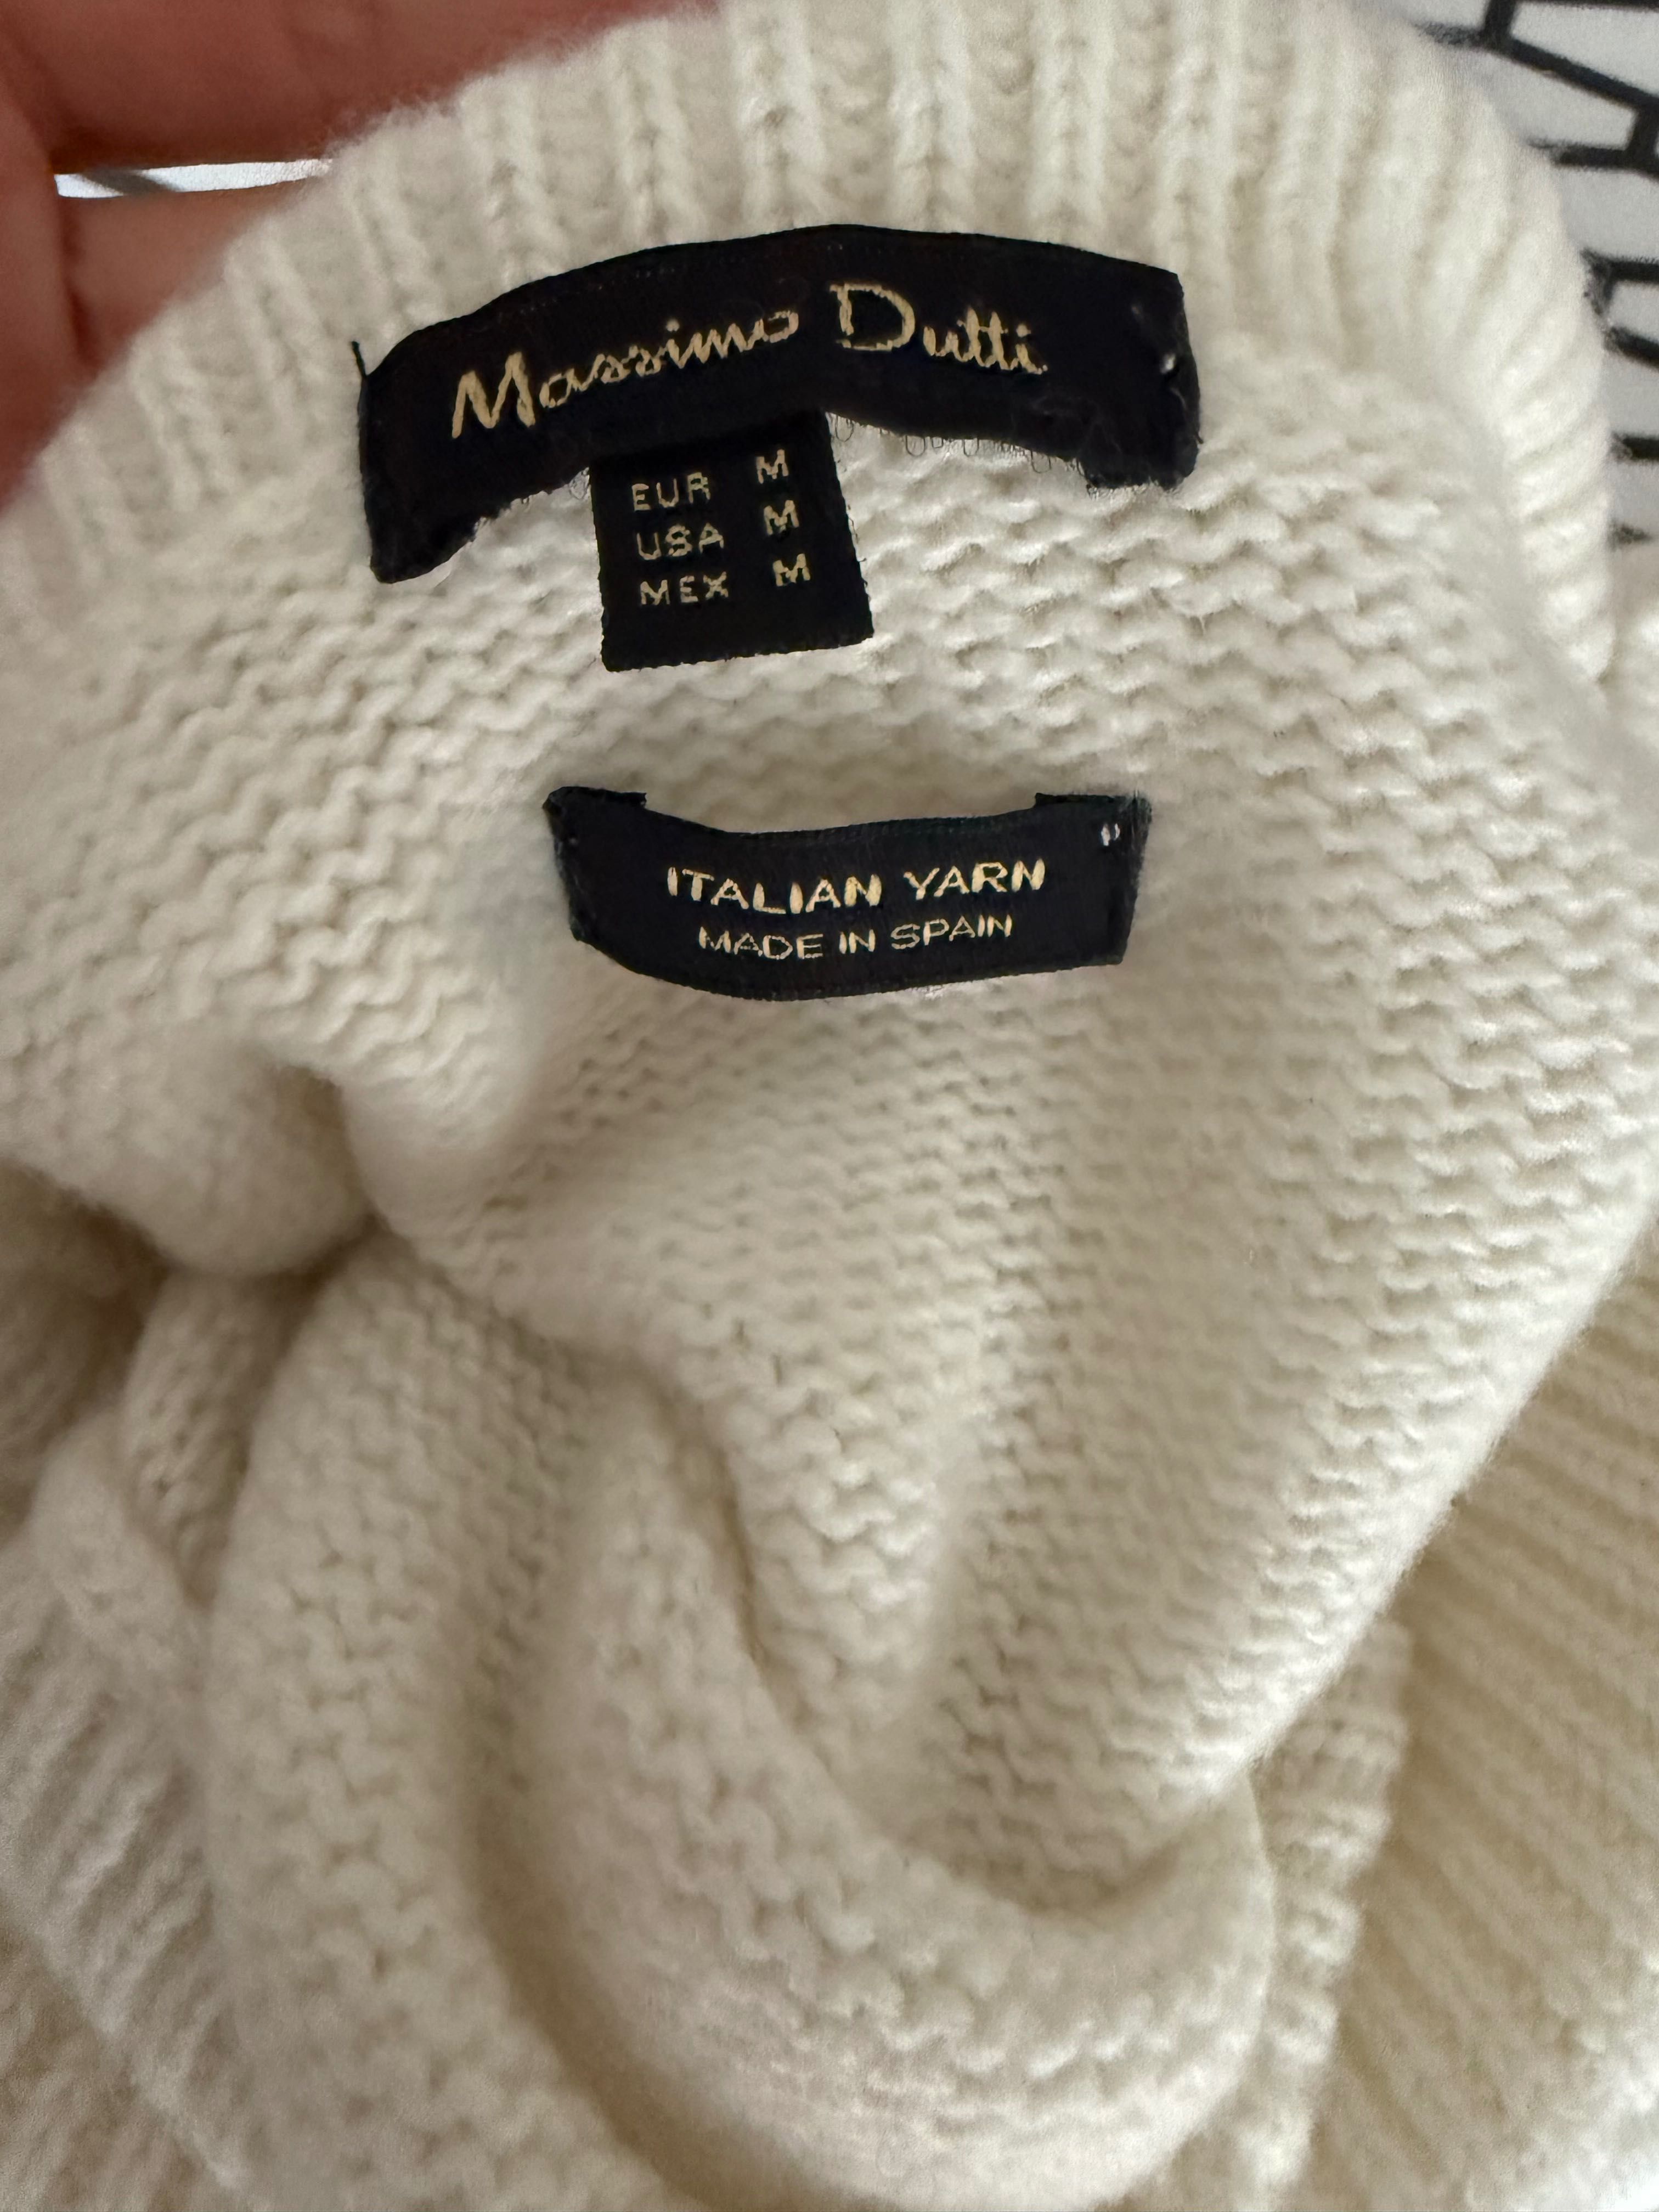 Massimo Dutti
EUR M
USA M
MEX M
ITALIAN YARN
MADE IN SPAIN